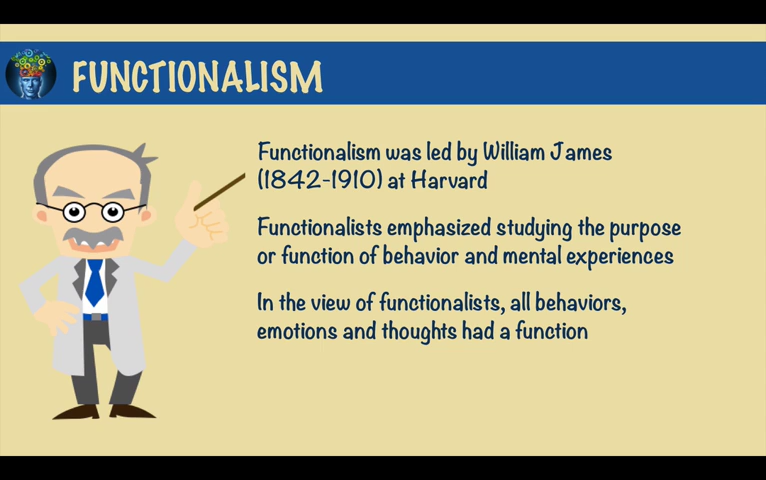 FUNCTIONALISM
Functionalism was led by William James
(1842-1910) at Harvard
Functionalists emphasized studying the purpose
or function of behavior and mental experiences
In the view of functionalists, all behaviors,
emotions and thoughts had a function